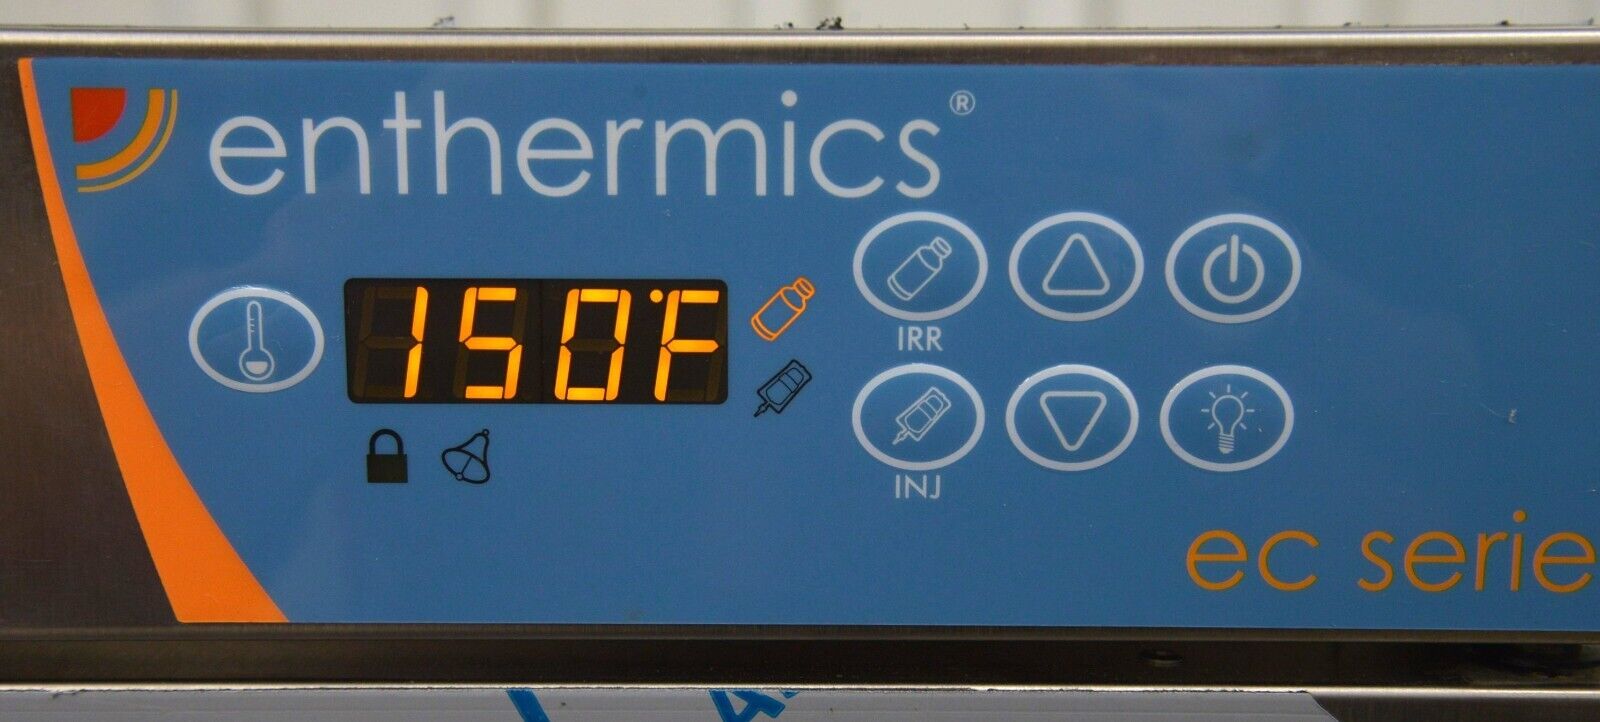 enthermics®
150°F
IRR
INJ
ec serie